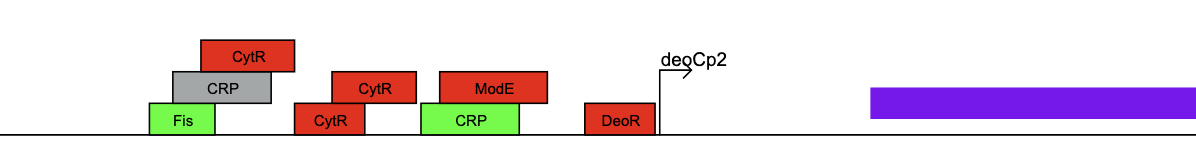 deoCp2
CytR
CRP
CytR
ModE
Fis
CytR
CRP
DeoR